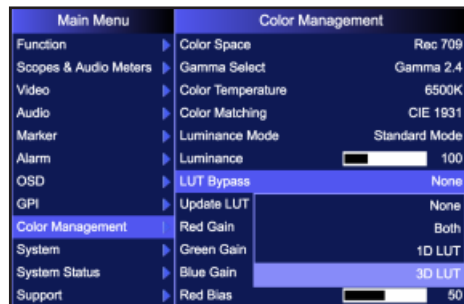 Main Menu
Function
Scopes & Audio Meters
Video
Audio
Marker
Alarm
OSD
GPI
Color Management
System
System Status
Support
Color Management
Color Space Rec 709
Gamma Select Gamma 2.4
Color Temperature 6500K
Color Matching CIE 1931
Luminance Mode Standard Mode
Luminance 100
LUT Bypass None
Update LUT
Red Gain
Green Gain
Blue Gain
Red Bias 50
None
Both
1D LUT
3D LUT